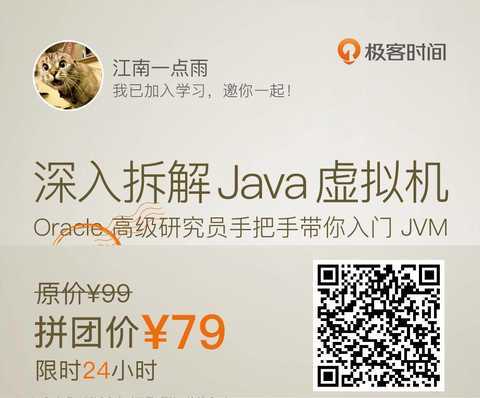 极客时间
江南一点雨
我已加入学习，邀你一起！
深入拆解 Java 虚拟机
Oracle 高级研究员手把手带你入门 JVM
原价¥99
拼团价¥79
限时24小时